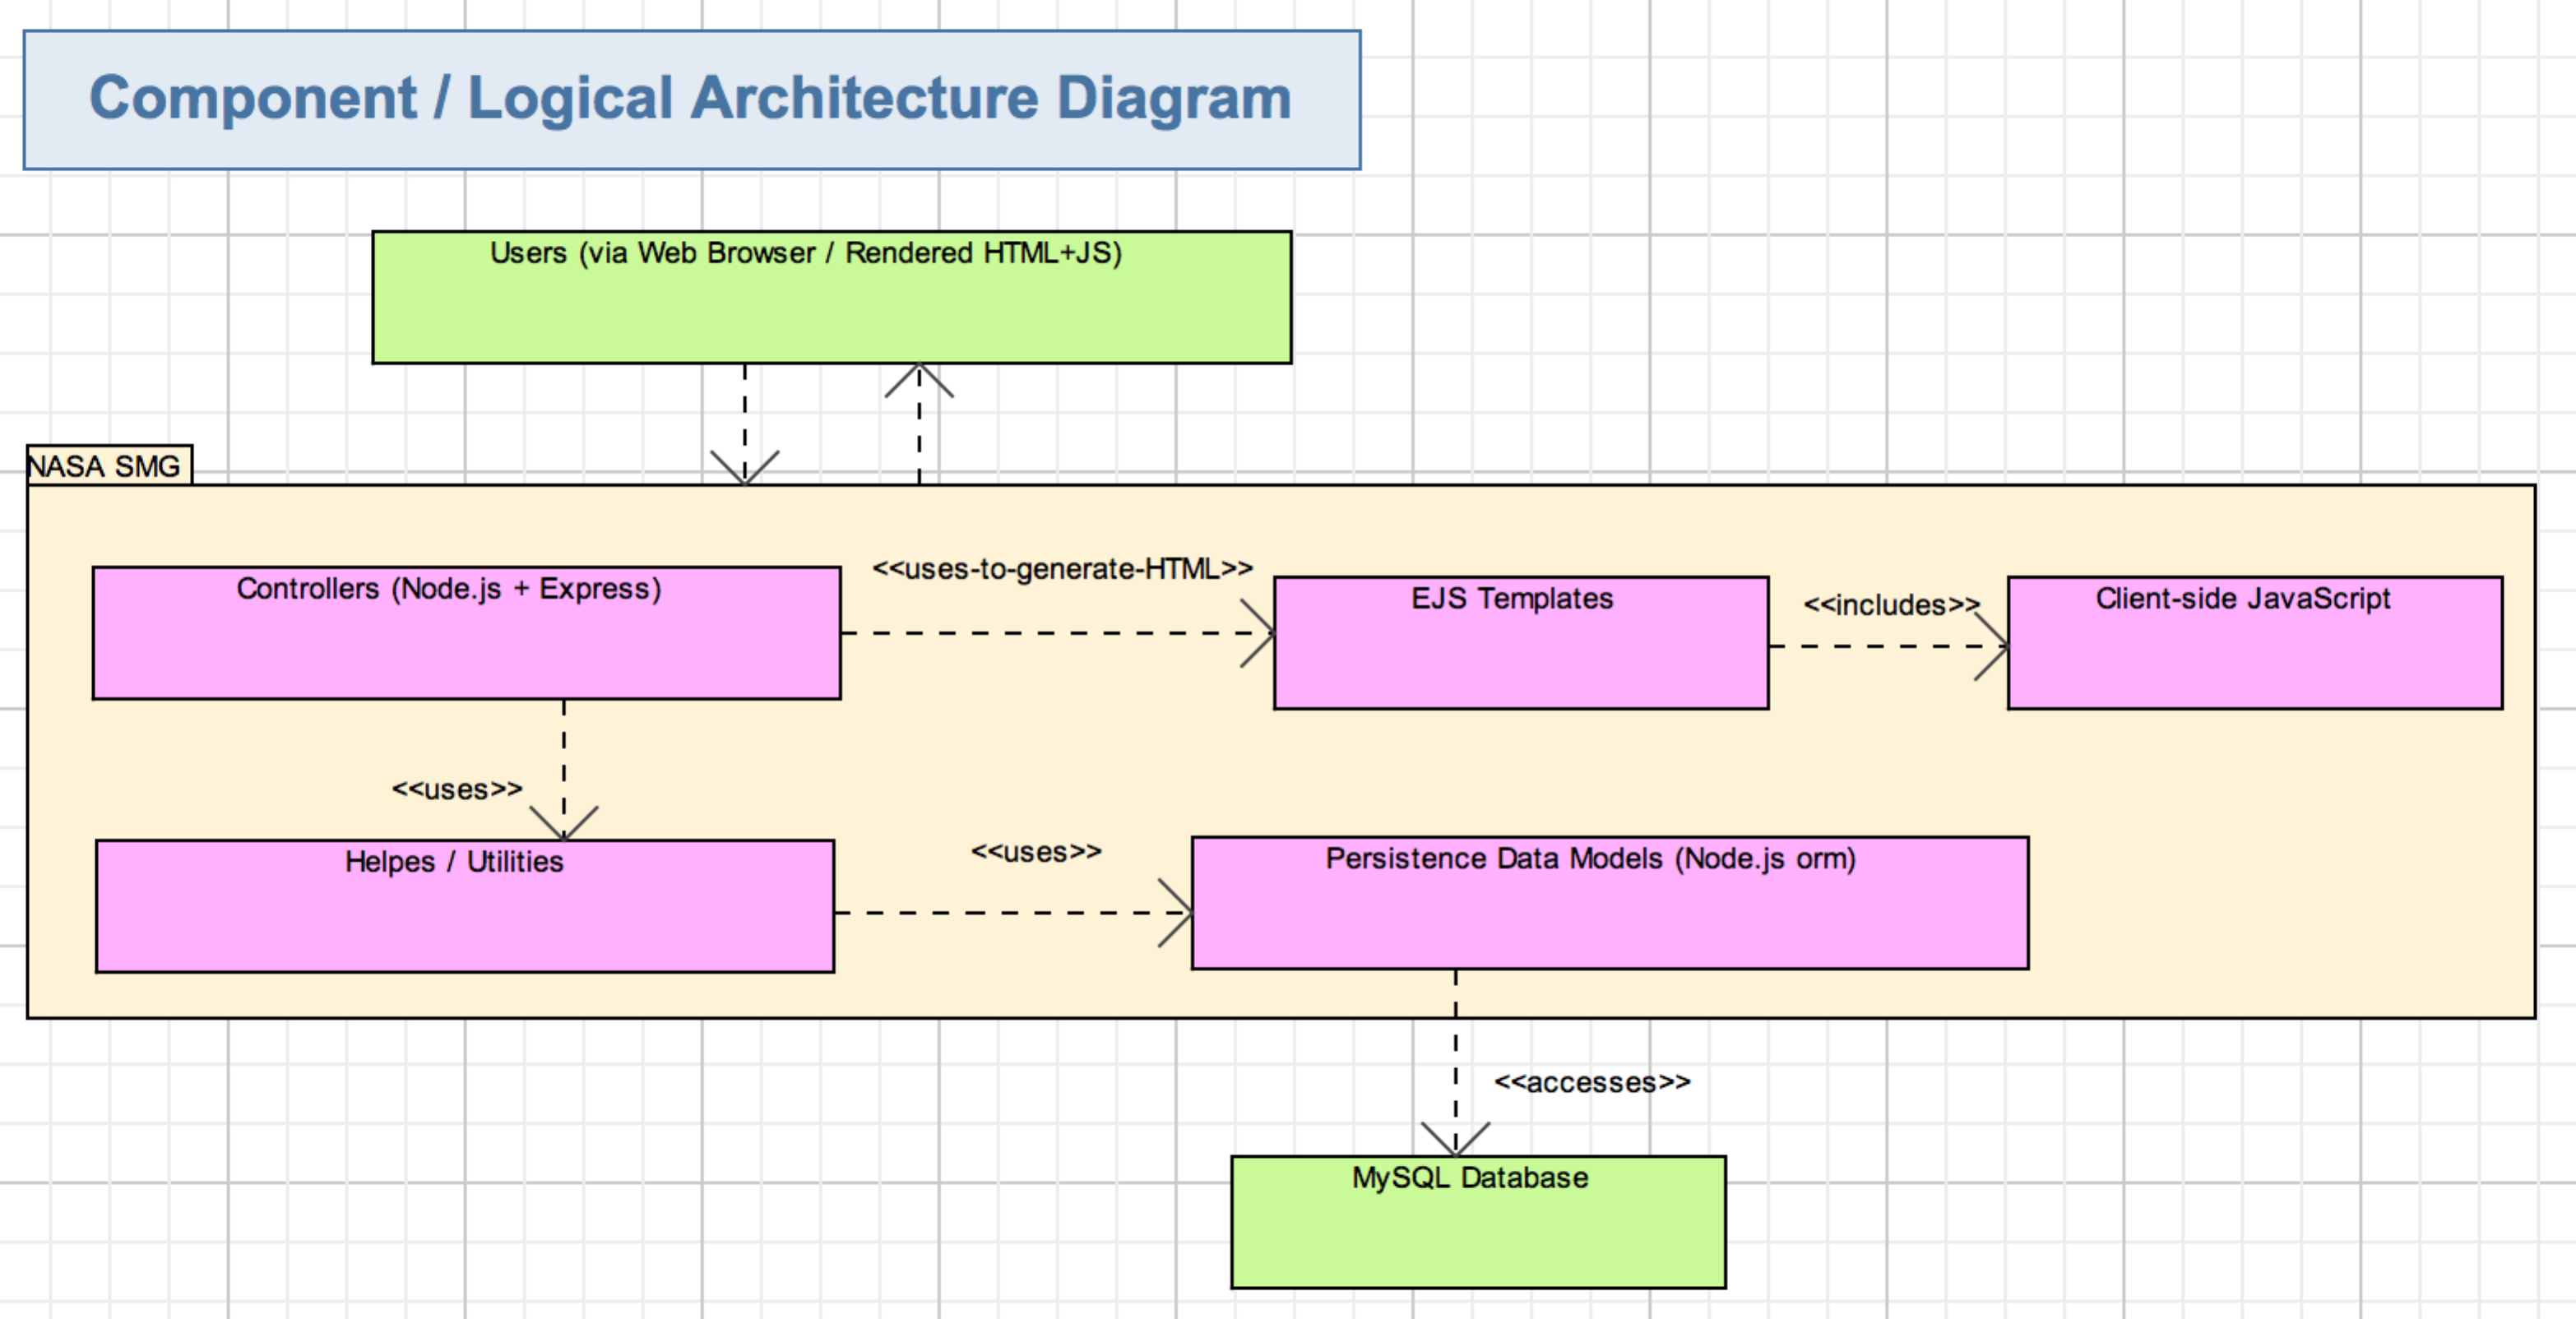 Component / Logical Architecture Diagram
Users (via Web Browser / Rendered HTML+JS)
NASA SMG
Controllers (Node.js + Express)
<<uses-to-generate-HTML>>
EJS Templates
<<includes>>
Client-side JavaScript
<<uses>>
Helpes / Utilities
<<uses>>
Persistence Data Models (Node.js orm)
<<accesses>>
MySQL Database